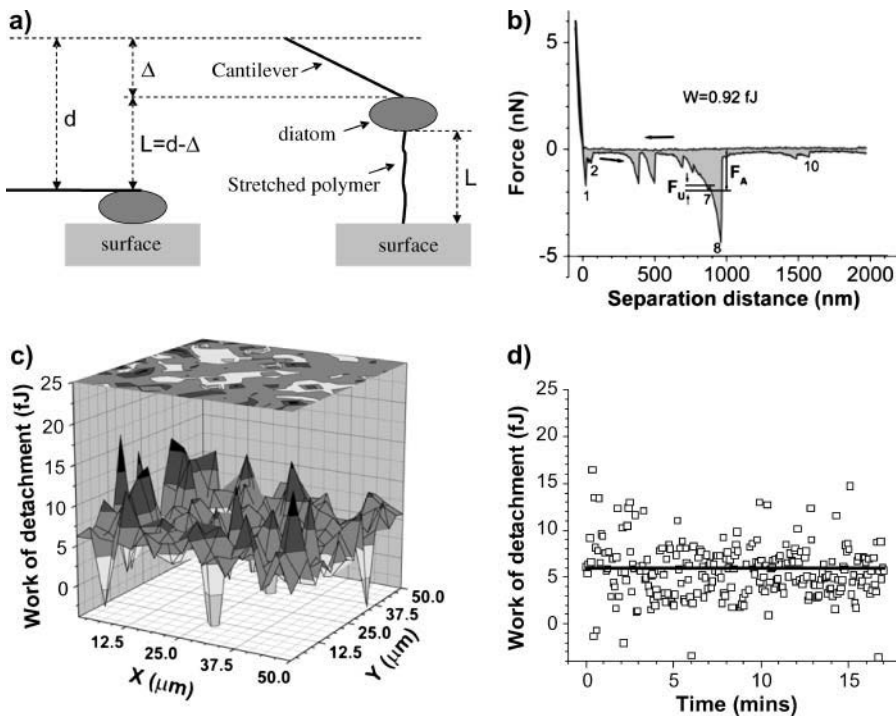 a)
d
Δ
L=d-Δ
Cantilever
diatom
Stretched polymer
L
surface
surface
b)
Force (nN)
5
0
-5
W=0.92 fJ
1
2
F_U
7
F_A
8
10
0 500 1000 1500 2000
Separation distance (nm)
c)
Work of detachment (fJ)
25
20
15
10
5
0
12.5
25.0
37.5
50.0
X (μm)
12.5
25.0
37.5
50.0
Y (μm)
d)
Work of detachment (fJ)
25
20
15
10
5
0
0 5 10 15
Time (mins)